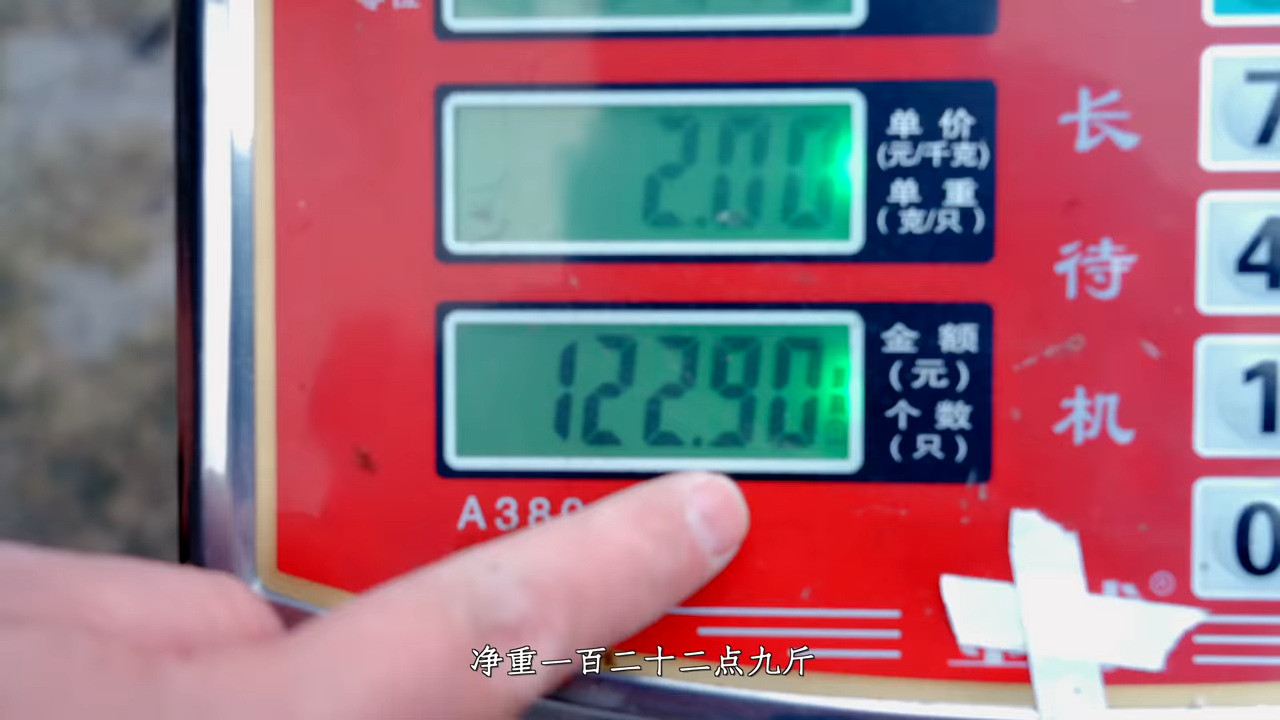 2.00
单价
(元/千克)
单重
(克/只)
122.90
金额
(元)
个数
(只)
长
待
机
7
4
1
0
A380
净重一百二十二点九斤